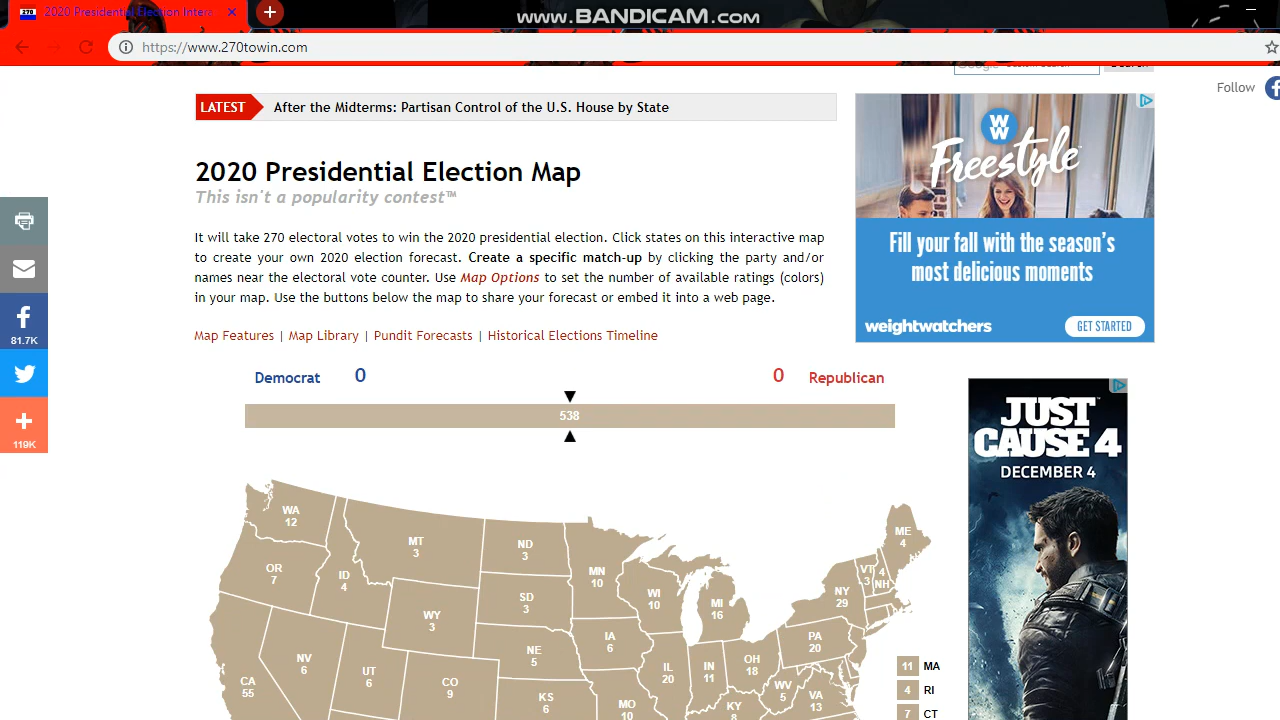 2020 Presidential Election Intera
www.BANDICAM.com
https://www.270towin.com
Follow
LATEST
After the Midterms: Partisan Control of the U.S. House by State
2020 Presidential Election Map
This isn't a popularity contest™
It will take 270 electoral votes to win the 2020 presidential election. Click states on this interactive map
to create your own 2020 election forecast. Create a specific match-up by clicking the party and/or
names near the electoral vote counter. Use Map Options to set the number of available ratings (colors)
in your map. Use the buttons below the map to share your forecast or embed it into a web page.
Map Features | Map Library | Pundit Forecasts | Historical Elections Timeline
81.7K
119K
WW
Freestyle™
Fill your fall with the season's
most delicious moments
weightwatchers
GET STARTED
Democrat 0
0 Republican
538
JUST
CAUSE 4
DECEMBER 4
WA
12
OR
7
ID
4
MT
3
ND
3
SD
3
WY
3
MN
10
WI
10
MI
16
NY
29
VT
3
4
NH
ME
4
NV
6
UT
6
CA
55
CO
9
NE
5
KS
6
IA
6
MO
10
IL
20
IN
11
OH
18
KY
8
WV
5
VA
13
PA
20
11 MA
4 RI
7 CT